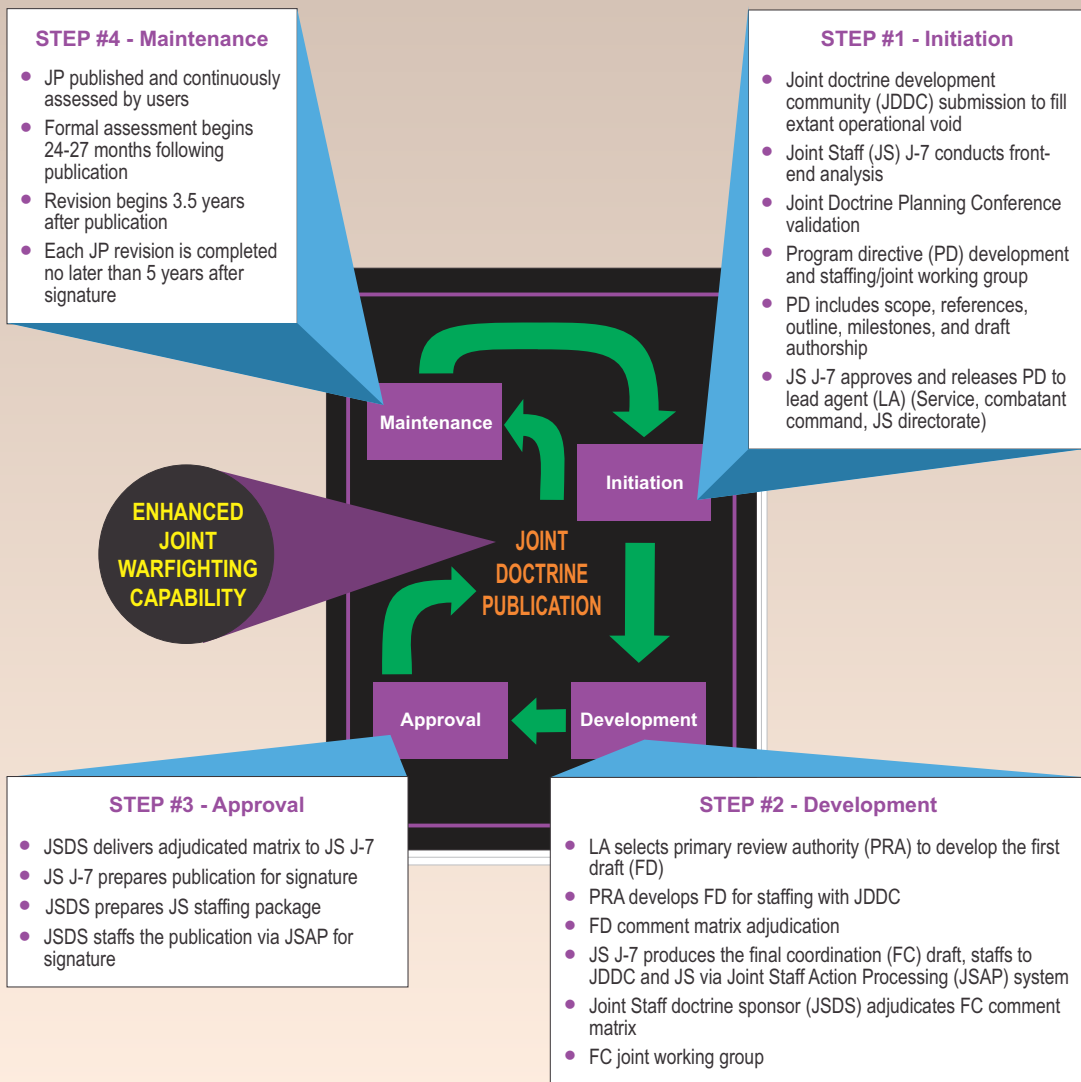 STEP #4 - Maintenance
• JP published and continuously
assessed by users
• Formal assessment begins
24-27 months following
publication
• Revision begins 3.5 years
after publication
• Each JP revision is completed
no later than 5 years after
signature
STEP #1 - Initiation
• Joint doctrine development
community (JDDC) submission to fill
extant operational void
• Joint Staff (JS) J-7 conducts front-
end analysis
• Joint Doctrine Planning Conference
validation
• Program directive (PD) development
and staffing/joint working group
• PD includes scope, references,
outline, milestones, and draft
authorship
• JS J-7 approves and releases PD to
lead agent (LA) (Service, combatant
command, JS directorate)
Maintenance
Initiation
ENHANCED
JOINT
WARFIGHTING
CAPABILITY
JOINT
DOCTRINE
PUBLICATION
Approval
Development
STEP #3 - Approval
• JSDS delivers adjudicated matrix to JS J-7
• JS J-7 prepares publication for signature
• JSDS prepares JS staffing package
• JSDS staffs the publication via JSAP for
signature
STEP #2 - Development
• LA selects primary review authority (PRA) to develop the first
draft (FD)
• PRA develops FD for staffing with JDDC
• FD comment matrix adjudication
• JS J-7 produces the final coordination (FC) draft, staffs to
JDDC and JS via Joint Staff Action Processing (JSAP) system
• Joint Staff doctrine sponsor (JSDS) adjudicates FC comment
matrix
• FC joint working group